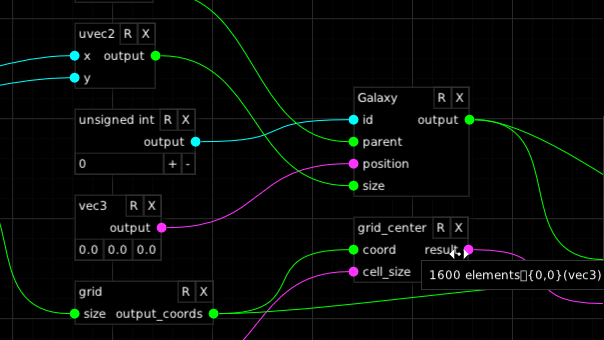 uvec2 R X
x output
y
unsigned int R X
output
0 + -
vec3 R X
output
0.0 0.0 0.0
grid R X
size output_coords
Galaxy R X
id output
parent
position
size
grid_center R X
coord result
cell_size
1600 elements▯{0,0}(vec3)